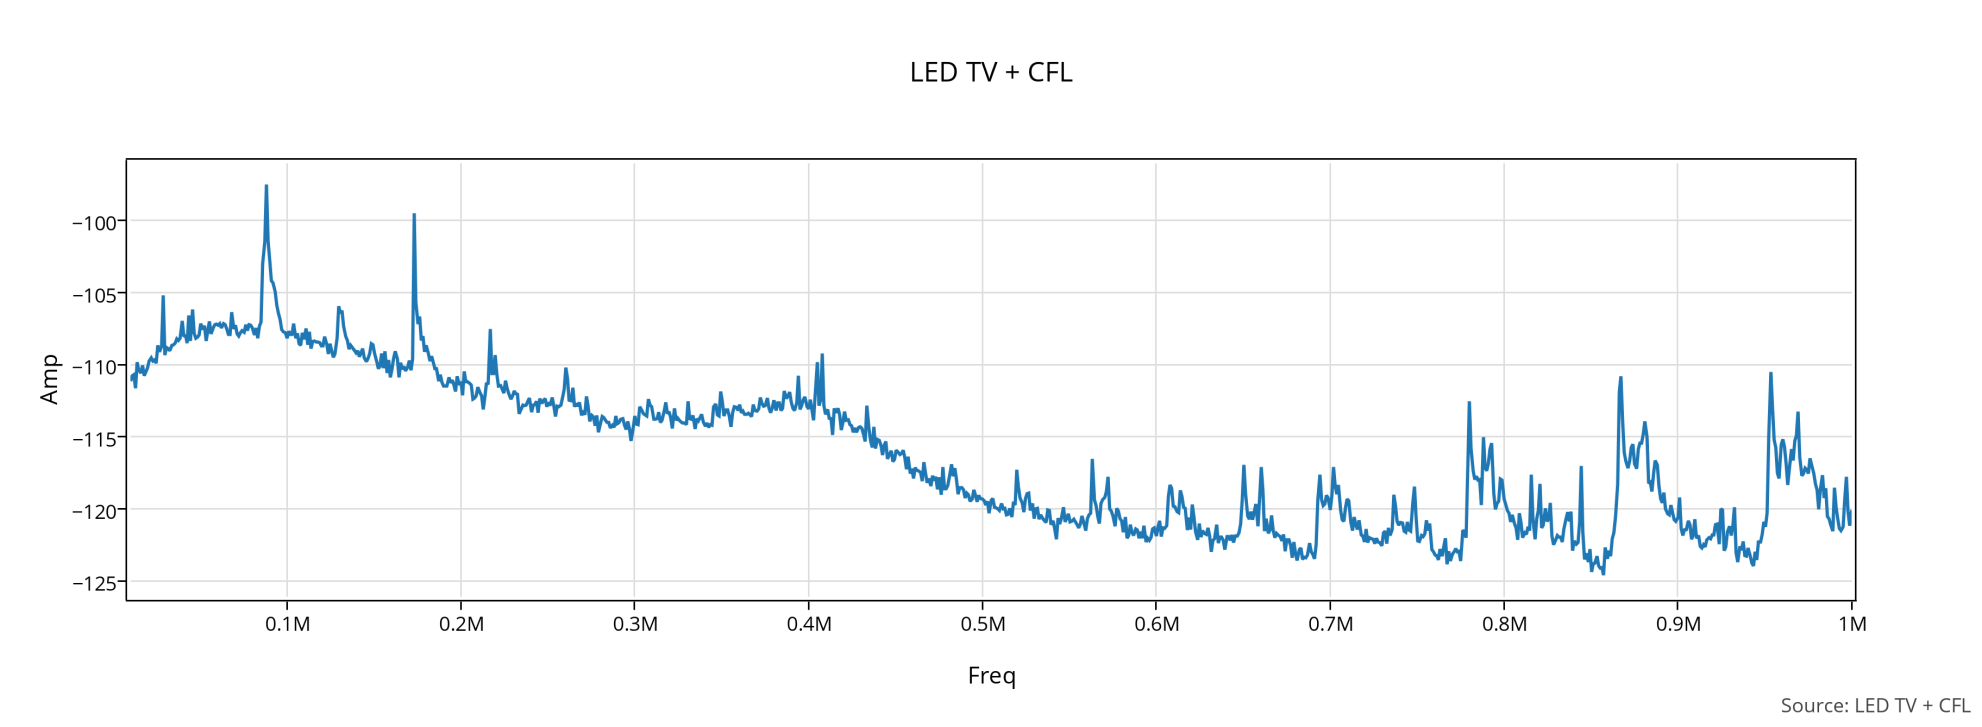 LED TV + CFL
Amp
−100
−105
−110
−115
−120
−125
0.1M 0.2M 0.3M 0.4M 0.5M 0.6M 0.7M 0.8M 0.9M 1M
Freq
Source: LED TV + CFL